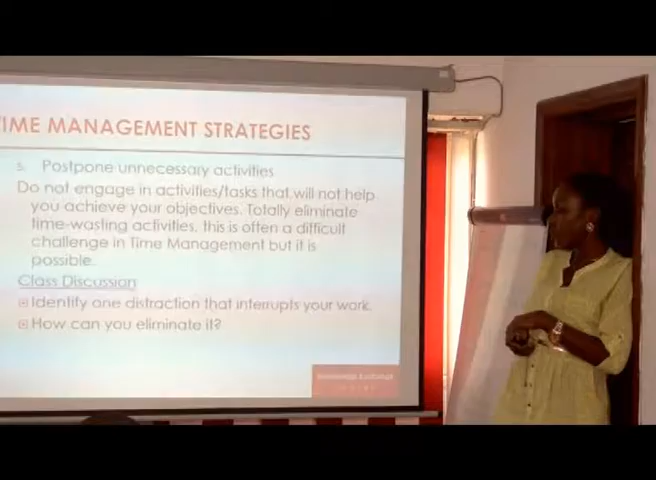 TIME MANAGEMENT STRATEGIES
5. Postpone unnecessary activities
Do not engage in activities/tasks that will not help
you achieve your objectives. Totally eliminate
time-wasting activities. this is often a difficult
challenge in Time Management but it is
possible.
Class Discussion
Identify one distraction that interrupts your work.
How can you eliminate it?